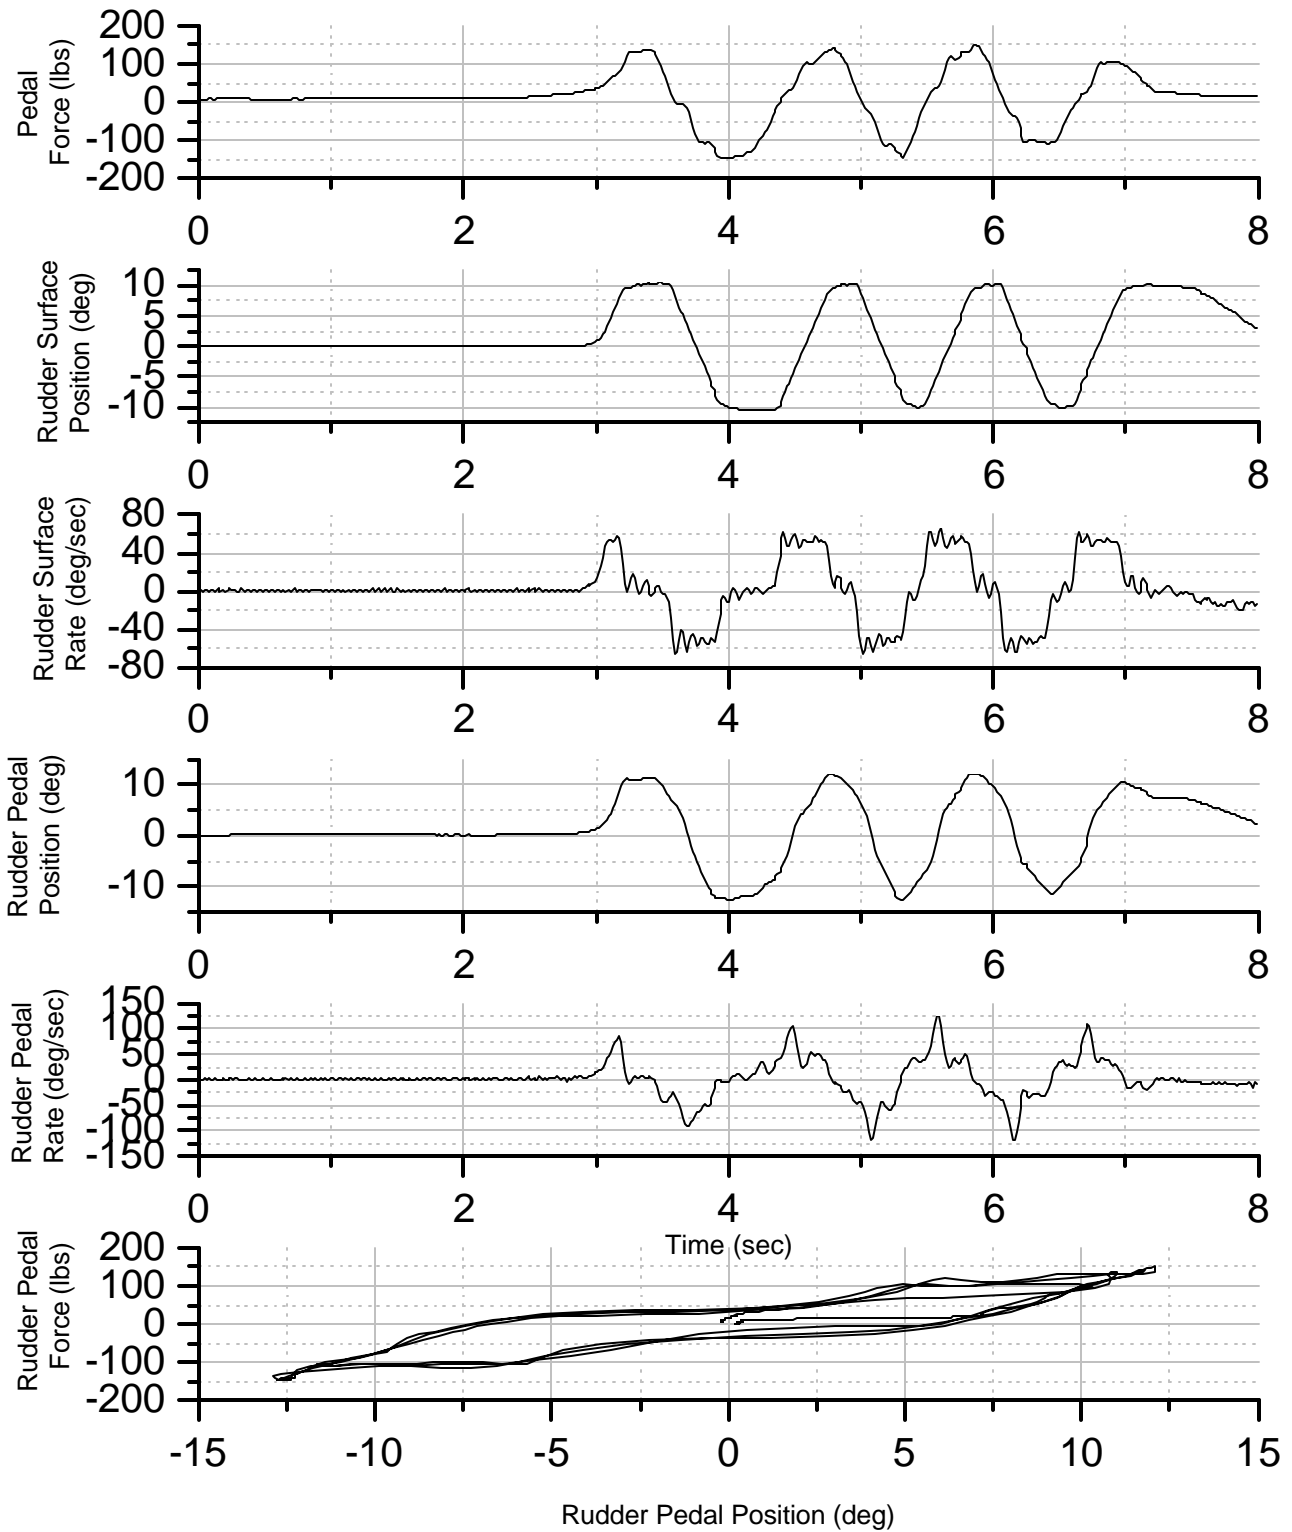 Pedal
Force (lbs)
200
100
0
-100
-200
0 2 4 6 8
Rudder Surface
Position (deg)
10
5
0
-5
-10
0 2 4 6 8
Rudder Surface
Rate (deg/sec)
80
40
0
-40
-80
0 2 4 6 8
Rudder Pedal
Position (deg)
10
0
-10
0 2 4 6 8
Rudder Pedal
Rate (deg/sec)
150
100
50
0
-50
-100
-150
0 2 4 6 8
Time (sec)
Rudder Pedal
Force (lbs)
200
100
0
-100
-200
-15 -10 -5 0 5 10 15
Rudder Pedal Position (deg)